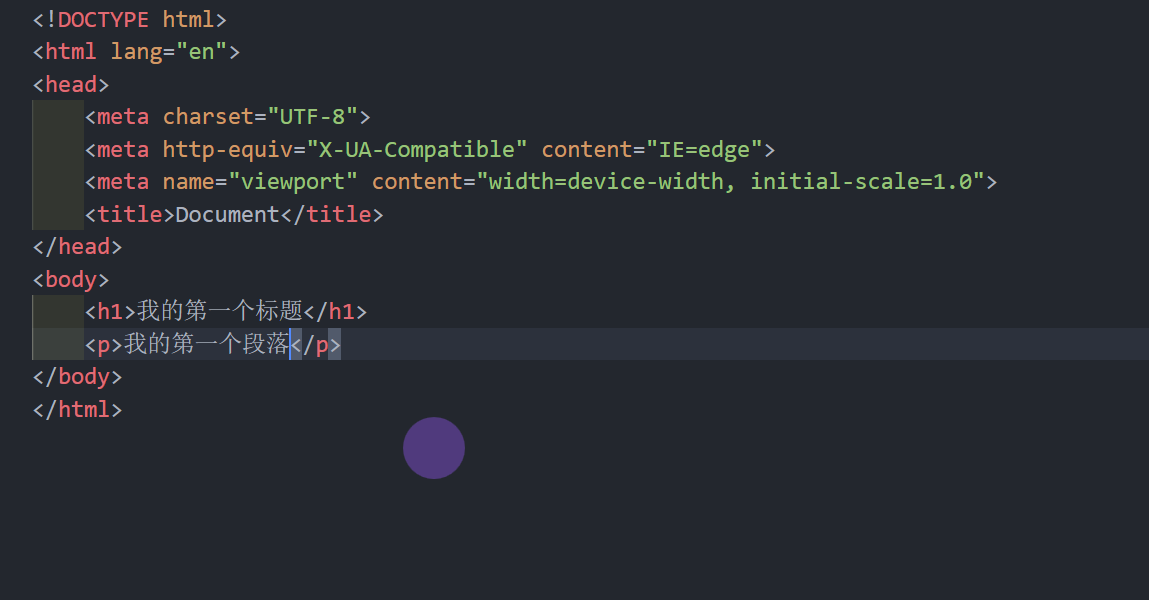 <!DOCTYPE html>
<html lang="en">
<head>
    <meta charset="UTF-8">
    <meta http-equiv="X-UA-Compatible" content="IE=edge">
    <meta name="viewport" content="width=device-width, initial-scale=1.0">
    <title>Document</title>
</head>
<body>
    <h1>我的第一个标题</h1>
    <p>我的第一个段落</p>
</body>
</html>